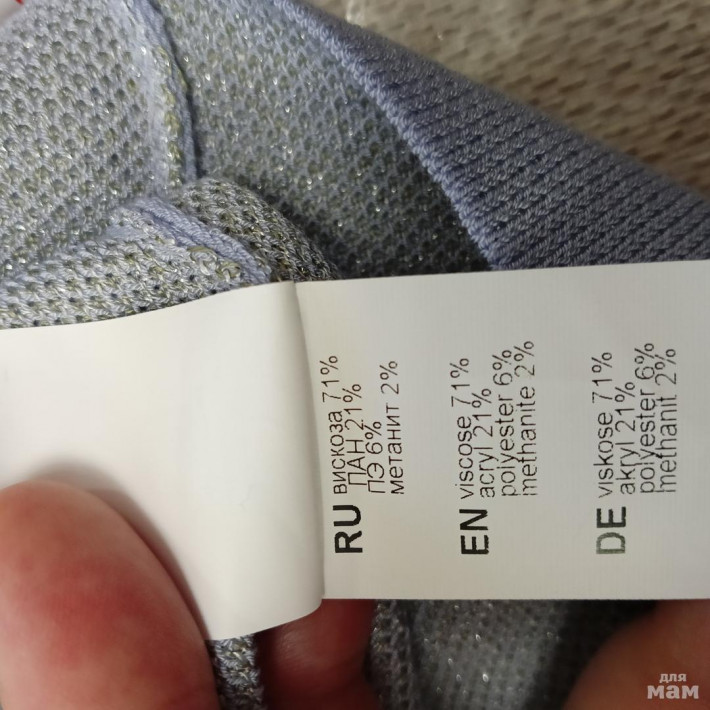 RU вискоза 71%
ПАН 21%
ПЭ 6%
метанит 2%
EN viscose 71%
acryl 21%
polyester 6%
methanite 2%
DE viskose 71%
akryl 21%
polyester 6%
methanit 2%
для
мам